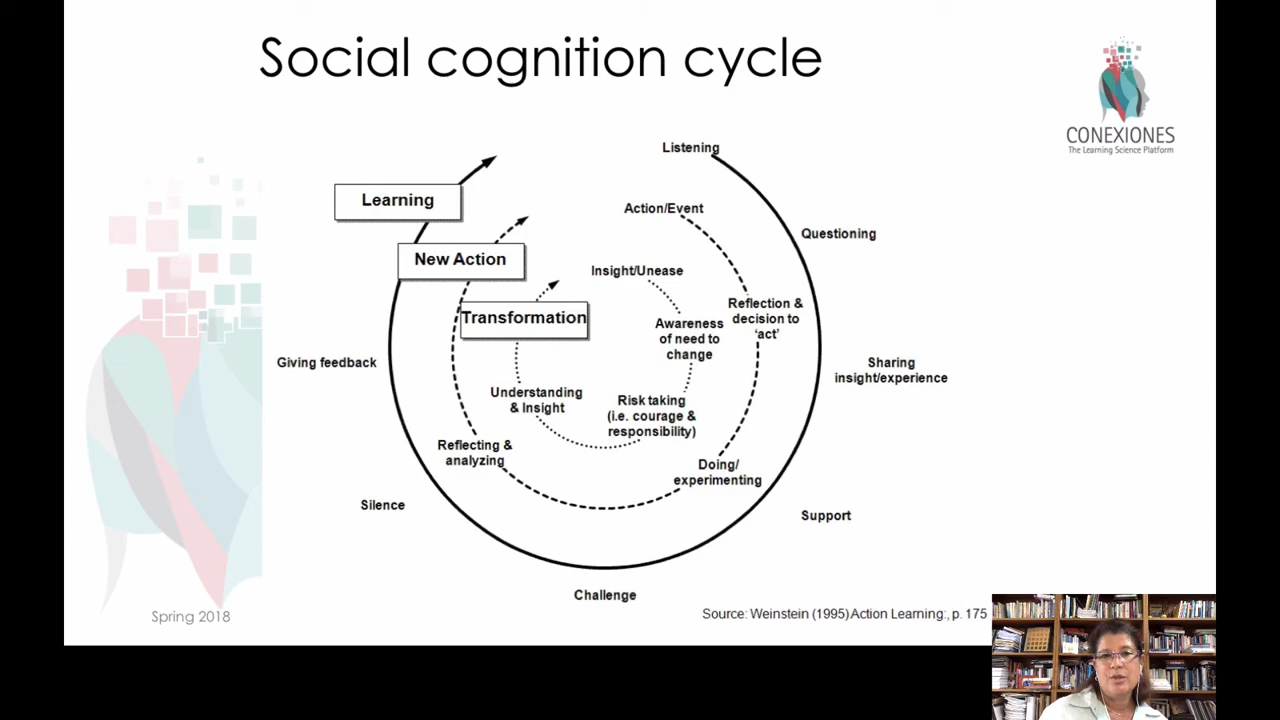 Social cognition cycle
CONEXIONES
The Learning Science Platform
Listening
Learning
Action/Event
Questioning
New Action
Insight/Unease
Reflection &
decision to
‘act’
Transformation
Awareness
of need to
change
Giving feedback
Sharing
insight/experience
Understanding
& Insight
Risk taking
(i.e. courage &
responsibility)
Reflecting &
analyzing
Doing/
experimenting
Silence
Support
Challenge
Spring 2018
Source: Weinstein (1995)Action Learning:, p. 175